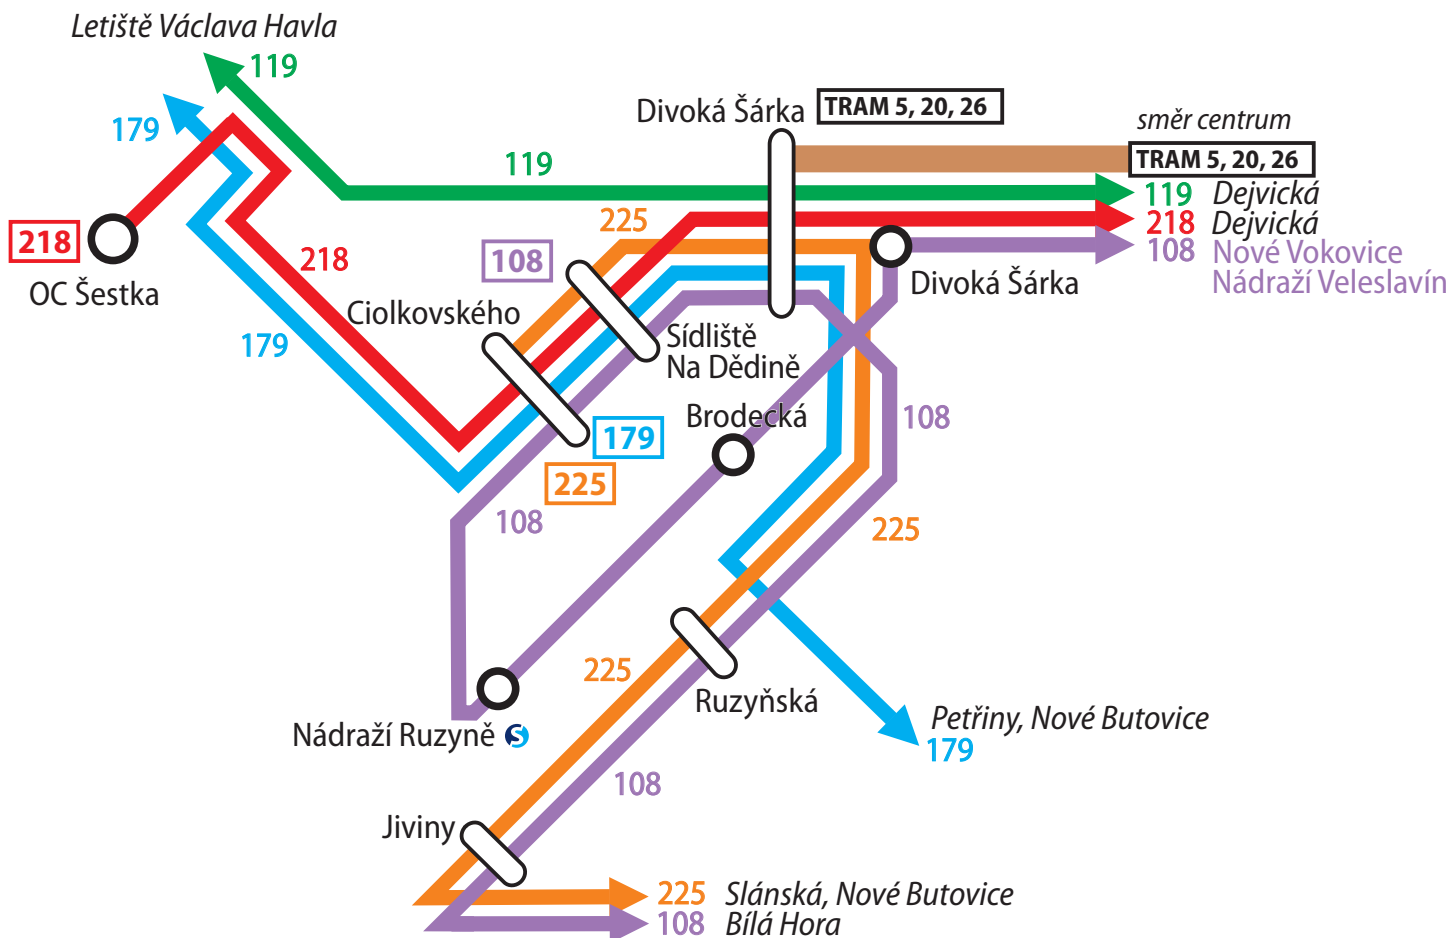 Letiště Václava Havla
119
179
Divoká Šárka
TRAM 5, 20, 26
směr centrum
TRAM 5, 20, 26
119
119 Dejvická
218 Dejvická
108 Nové Vokovice
Nádraží Veleslavín
225
218
OC Šestka
218
108
Divoká Šárka
Ciolkovského
179
Sídliště
Na Dědině
Brodecká
108
179
225
108
225
225
Ruzyňská
Nádraží Ruzyně S
Petřiny, Nové Butovice
179
108
Jiviny
225 Slánská, Nové Butovice
108 Bílá Hora